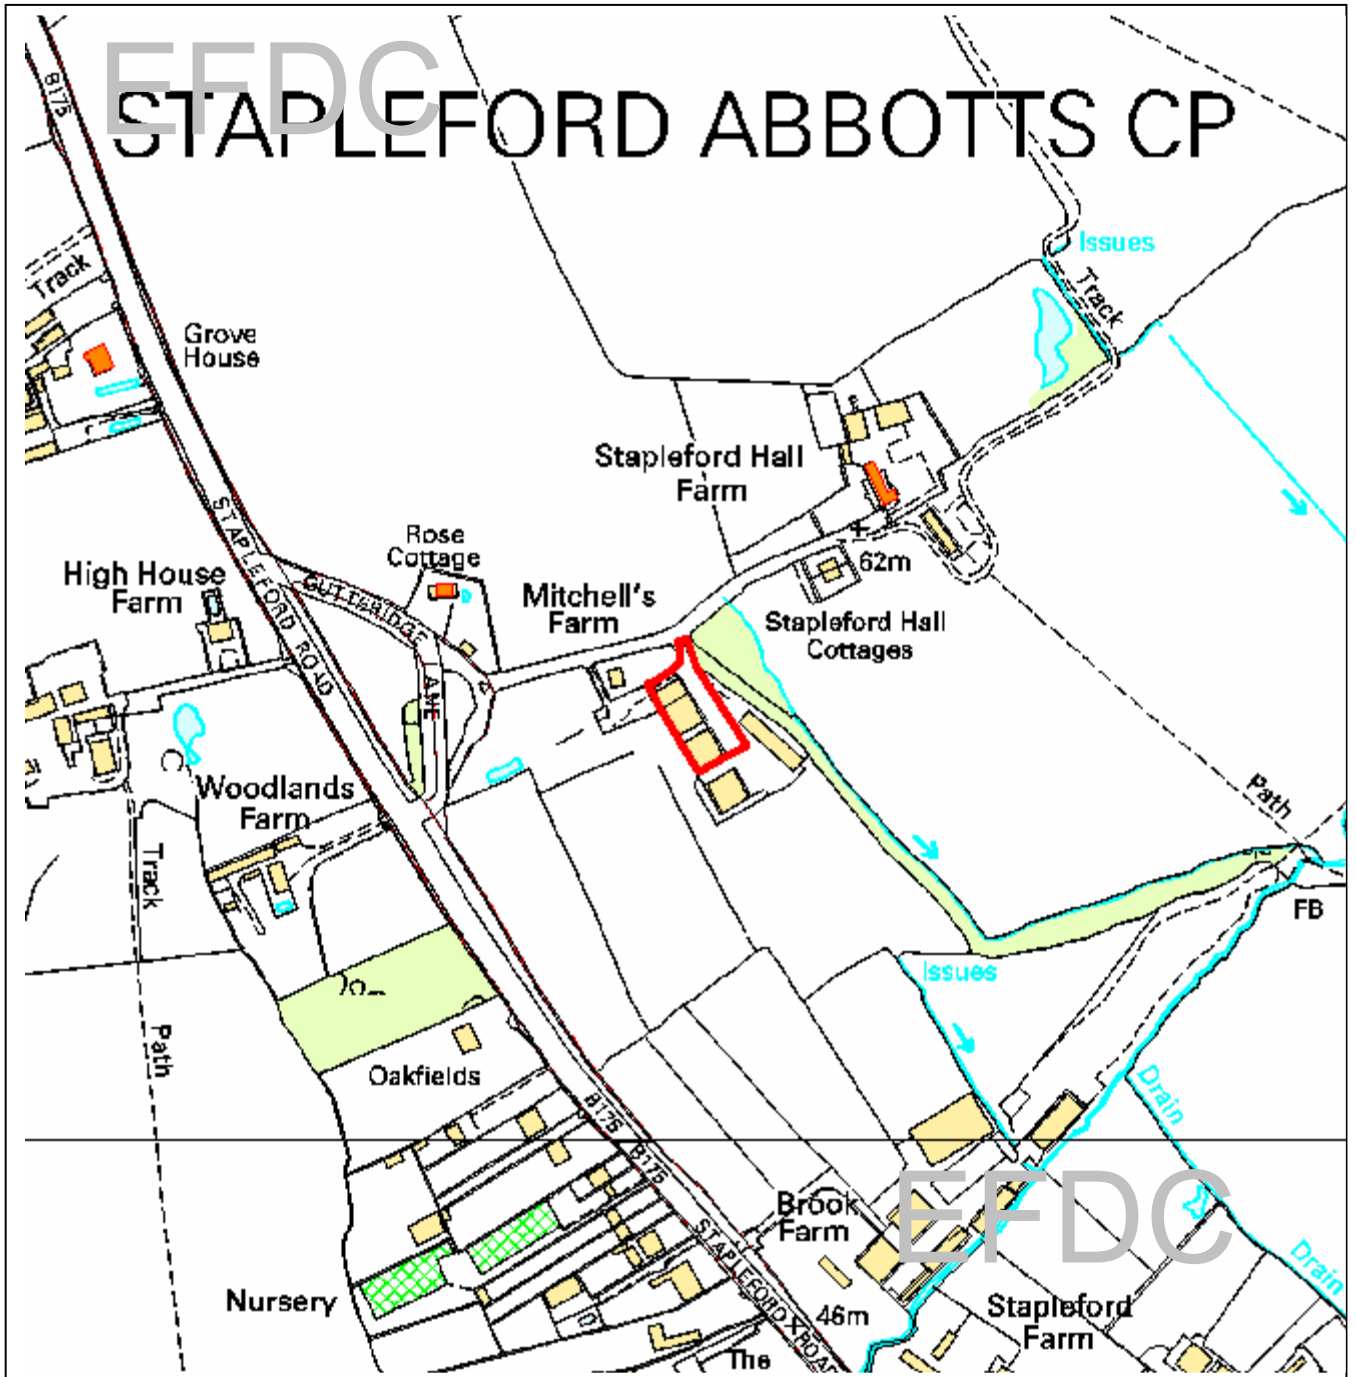 EFDC
STAPLEFORD ABBOTTS CP
B175
Issues
Track
Track
Grove
House
Stapleford Hall
Farm
STAPLEFORD ROAD
Rose
Cottage
62m
High House
Farm
GUTTERIDGE
LANE
Mitchell's
Farm
Stapleford Hall
Cottages
Path
Woodlands
Farm
Track
FB
Issues
Path
Oakfields
Drain
B175
B175
EFDC
Brook
Farm
STAPLEFORD ROAD
Drain
Nursery
46m
Stapleford
Farm
The